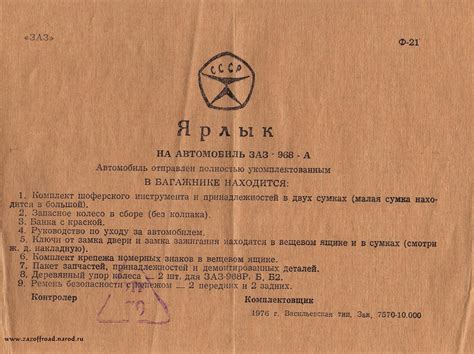 «ЗАЗ»
Ф-21
СССР
Ярлык
НА АВТОМОБИЛЬ ЗАЗ - 968 - А
Автомобиль отправлен полностью укомплектованным
В БАГАЖНИКЕ НАХОДИТСЯ:
1. Комплект шоферского инструмента и принадлежностей в двух сумках (малая сумка нахо-
дится в большой).
2. Запасное колесо в сборе (без колпака).
3. Банка с краской.
4. Руководство по уходу за автомобилем.
5. Ключи от замка двери и замка зажигания находятся в вещевом ящике и в сумках (смотри
ж. д. накладную).
6. Комплект крепежа номерных знаков в вещевом ящике.
7. Пакет запчастей, принадлежностей и демонтированных деталей.
8. Деревянный упор колеса — 2 шт. для ЗАЗ-968Р, Б, Б2.
9. Ремень безопасности с крепежом — 2 передних и 2 задних.
Контролер
Комплектовщик
1976 г. Васильевская тип. Зак. 7570-10.000
www.zazoffroad.narod.ru